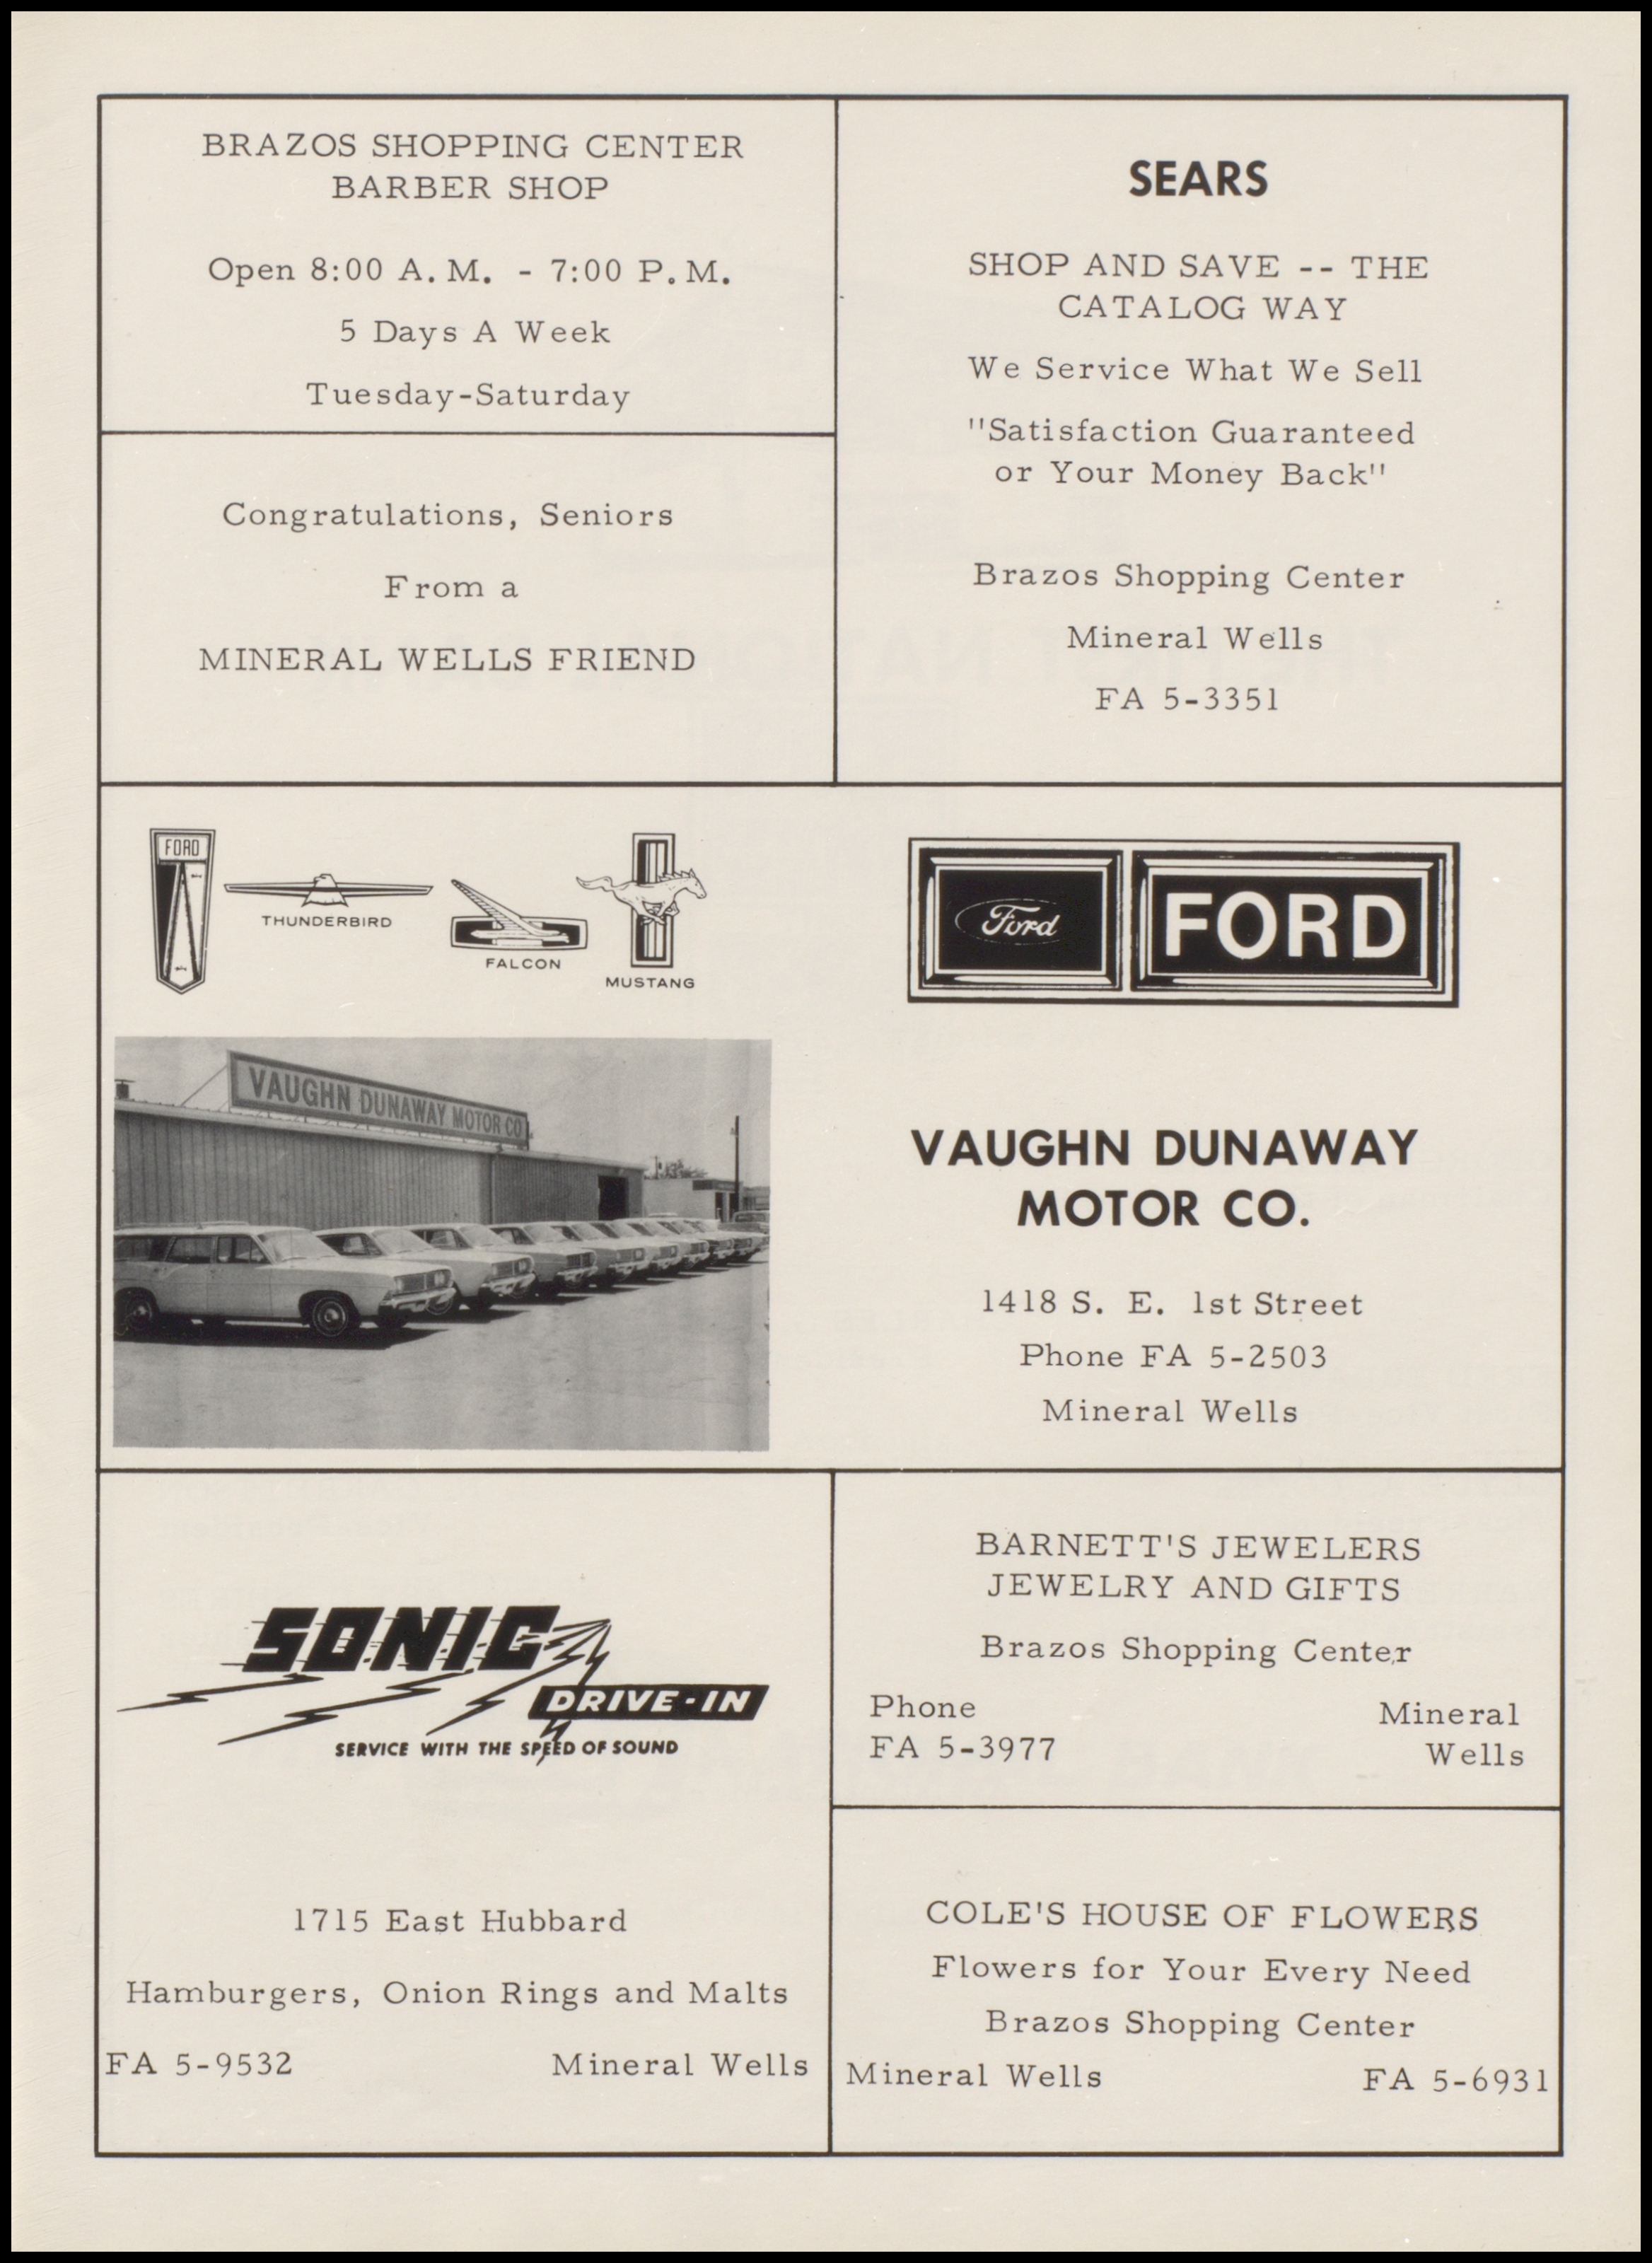 BRAZOS SHOPPING CENTER
BARBER SHOP
Open 8:00 A. M. - 7:00 P. M.
5 Days A Week
Tuesday-Saturday
Congratulations, Seniors
From a
MINERAL WELLS FRIEND
SEARS
SHOP AND SAVE -- THE
CATALOG WAY
We Service What We Sell
"Satisfaction Guaranteed
or Your Money Back"
Brazos Shopping Center
Mineral Wells
FA 5-3351
FORD
THUNDERBIRD
FALCON
MUSTANG
Ford
FORD
VAUGHN DUNAWAY MOTOR CO
VAUGHN DUNAWAY
MOTOR CO.
1418 S. E. 1st Street
Phone FA 5-2503
Mineral Wells
SONIC
DRIVE-IN
SERVICE WITH THE SPEED OF SOUND
1715 East Hubbard
Hamburgers, Onion Rings and Malts
FA 5-9532 Mineral Wells
BARNETT'S JEWELERS
JEWELRY AND GIFTS
Brazos Shopping Center
Phone
FA 5-3977
Mineral
Wells
COLE'S HOUSE OF FLOWERS
Flowers for Your Every Need
Brazos Shopping Center
Mineral Wells FA 5-6931